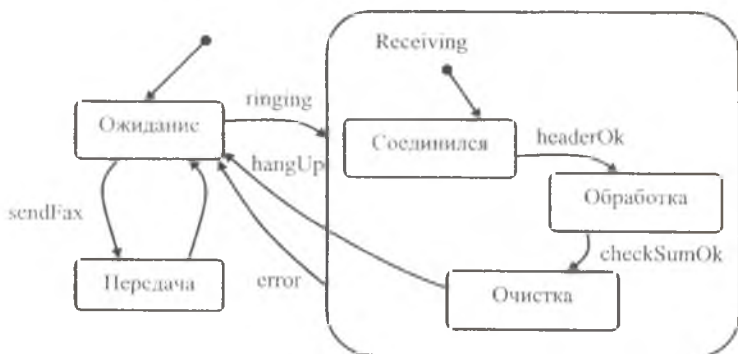 Receiving
ringing
Ожидание
Соединился
headerOk
hangUp
Обработка
sendFax
checkSumOk
Передача
error
Очистка